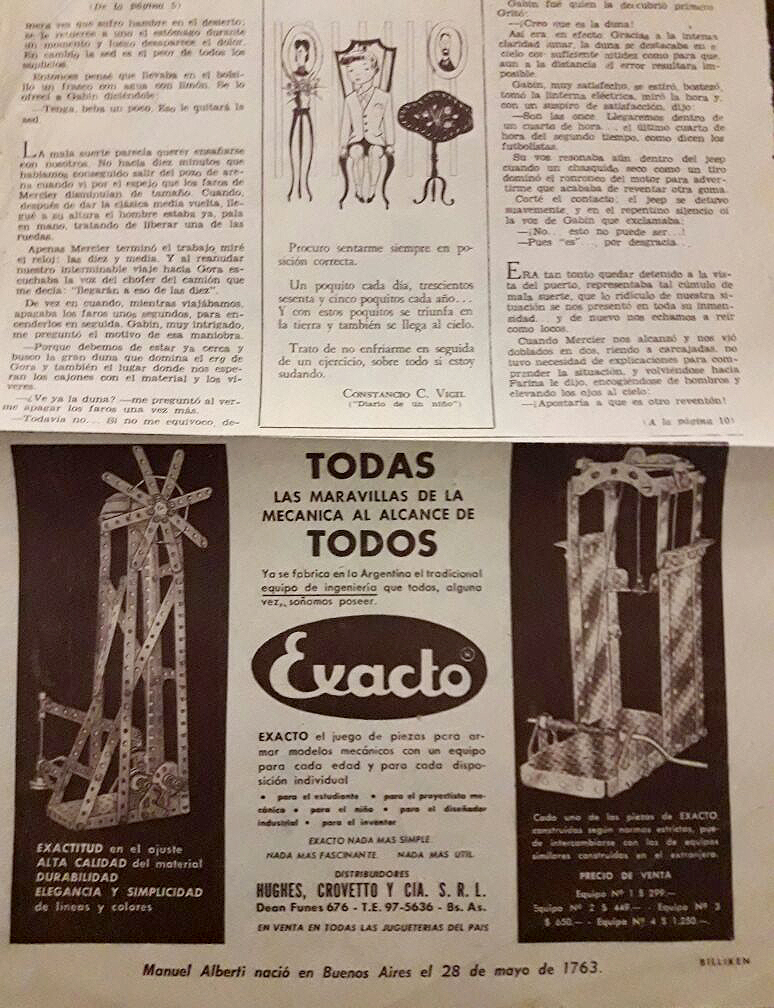 (De la página 5)
mera vez que sufro hambre en el desierto;
se le retuerce a uno el estómago durante
un momento y luego desaparece el dolor.
En cambio la sed es el peor de todos los
suplicios.
Entonces pensé que llevaba en el bolsi-
llo un frasco con agua con limón. Se lo
ofrecí a Gabin diciéndole:
—Tenga, beba un poco. Eso le quitará la
sed.
LA mala suerte parecía querer ensañarse
con nosotros. No hacía diez minutos que
habíamos conseguido salir del pozo de are-
na cuando vi por el espejo que los faros de
Mercier disminuían de tamaño. Cuando,
después de dar la clásica media vuelta, lle-
gué a su altura el hombre estaba ya, pala
en mano, tratando de liberar una de las
ruedas.
Apenas Mercier terminó el trabajo miré
el reloj: las diez y media. Y al reanudar
nuestro interminable viaje hacia Gora es-
cuchaba la voz del chofer del camión que
me decía: "llegarán a eso de las diez".
De vez en cuando, mientras viajábamos,
apagaba los faros unos segundos, para en-
cenderlos en seguida. Gabin, muy intrigado,
me preguntó el motivo de esa maniobra.
—Porque debemos de estar ya cerca y
busco la gran duna que domina el erg de
Gora y también el lugar donde nos espe-
ran los cajones con el material y los ví-
veres.
—¿Ve ya la duna? —me preguntó al ver-
me apagar los faros una vez más.
—Todavía no... Si no me equivoco de-
Procuro sentarme siempre en po-
sición correcta.
Un poquito cada día, trescientos
sesenta y cinco poquitos cada año...
Y con estos poquitos se triunfa en
la tierra y también se llega al cielo.
Trato de no enfriarme en seguida
de un ejercicio, sobre todo si estoy
sudando.
CONSTANCIO C. VIGIL
("Diario de un niño")
Gabin fué quien la descubrió primero
Gritó:
—¡Creo que es la duna!
Así era en efecto Gracias a la intensa
claridad lunar, la duna se destacaba en e
cielo con suficiente nitidez como para que,
aun a la distancia el error resultara im-
posible.
Gabin, muy satisfecho, se estiró, bostezó,
tomó la linterna eléctrica, miró la hora y,
con un suspiro de satisfacción, dijo:
—Son las once. Llegaremos dentro de
un cuarto de hora... el último cuarto de
hora del segundo tiempo, como dicen los
futbolistas.
Su voz resonaba aún dentro del jeep
cuando un chasquido seco como un tiro
dominó el ronroneo del motor para adver-
tirme que acababa de reventar otra goma.
Corté el contacto; el jeep se detuvo
suavemente y en el repentino silencio oí
la voz de Gabin que exclamaba:
—¡No... esto no puede ser...!
—Pues "es"... por desgracia...
ERA tan tonto quedar detenido a la vis-
ta del puerto, representaba tal cúmulo de
mala suerte, que lo ridículo de nuestra si-
tuación se nos presentó en toda su inmen-
sidad... y de nuevo nos echamos a reír
como locos.
Cuando Mercier nos alcanzó y nos vió
doblados en dos, riendo a carcajadas, no
tuvo necesidad de explicaciones para com-
prender la situación, y volviéndose hacia
Farina le dijo, encogiéndose de hombros y
elevando los ojos al cielo:
—¡Apostaría a que es otro reventón!
(A la página 10)
TODAS
LAS MARAVILLAS DE LA
MECANICA AL ALCANCE DE
TODOS
Ya se fabrica en la Argentina el tradicional
equipo de ingeniería que todos, alguna
vez, soñamos poseer.
Exacto
EXACTO el juego de piezas para ar-
mar modelos mecánicos con un equipo
para cada edad y para cada dispo-
sición individual
• para el estudiante • para el proyectista me-
cánico • para el niño • para el diseñador
industrial • para el inventor
EXACTO NADA MAS SIMPLE
NADA MAS FASCINANTE. NADA MAS UTIL
DISTRIBUIDORES
HUGHES, CROVETTO Y CIA. S. R. L.
Dean Funes 676 - T.E. 97-5636 - Bs. As.
EN VENTA EN TODAS LAS JUGUETERIAS DEL PAIS
EXACTITUD en el ajuste
ALTA CALIDAD del material
DURABILIDAD
ELEGANCIA Y SIMPLICIDAD
de líneas y colores
Cada una de las piezas de EXACTO,
construidas según normas estrictas, pue-
de intercambiarse con las de equipos
similares construidos en el extranjero.
PRECIO DE VENTA
Equipo Nº 1 $ 299.—
Equipo Nº 2 $ 449.— - Equipo Nº 3
$ 650.— - Equipo Nº 4 $ 1.250.—
Manuel Alberti nació en Buenos Aires el 28 de mayo de 1763.
BILLIKEN